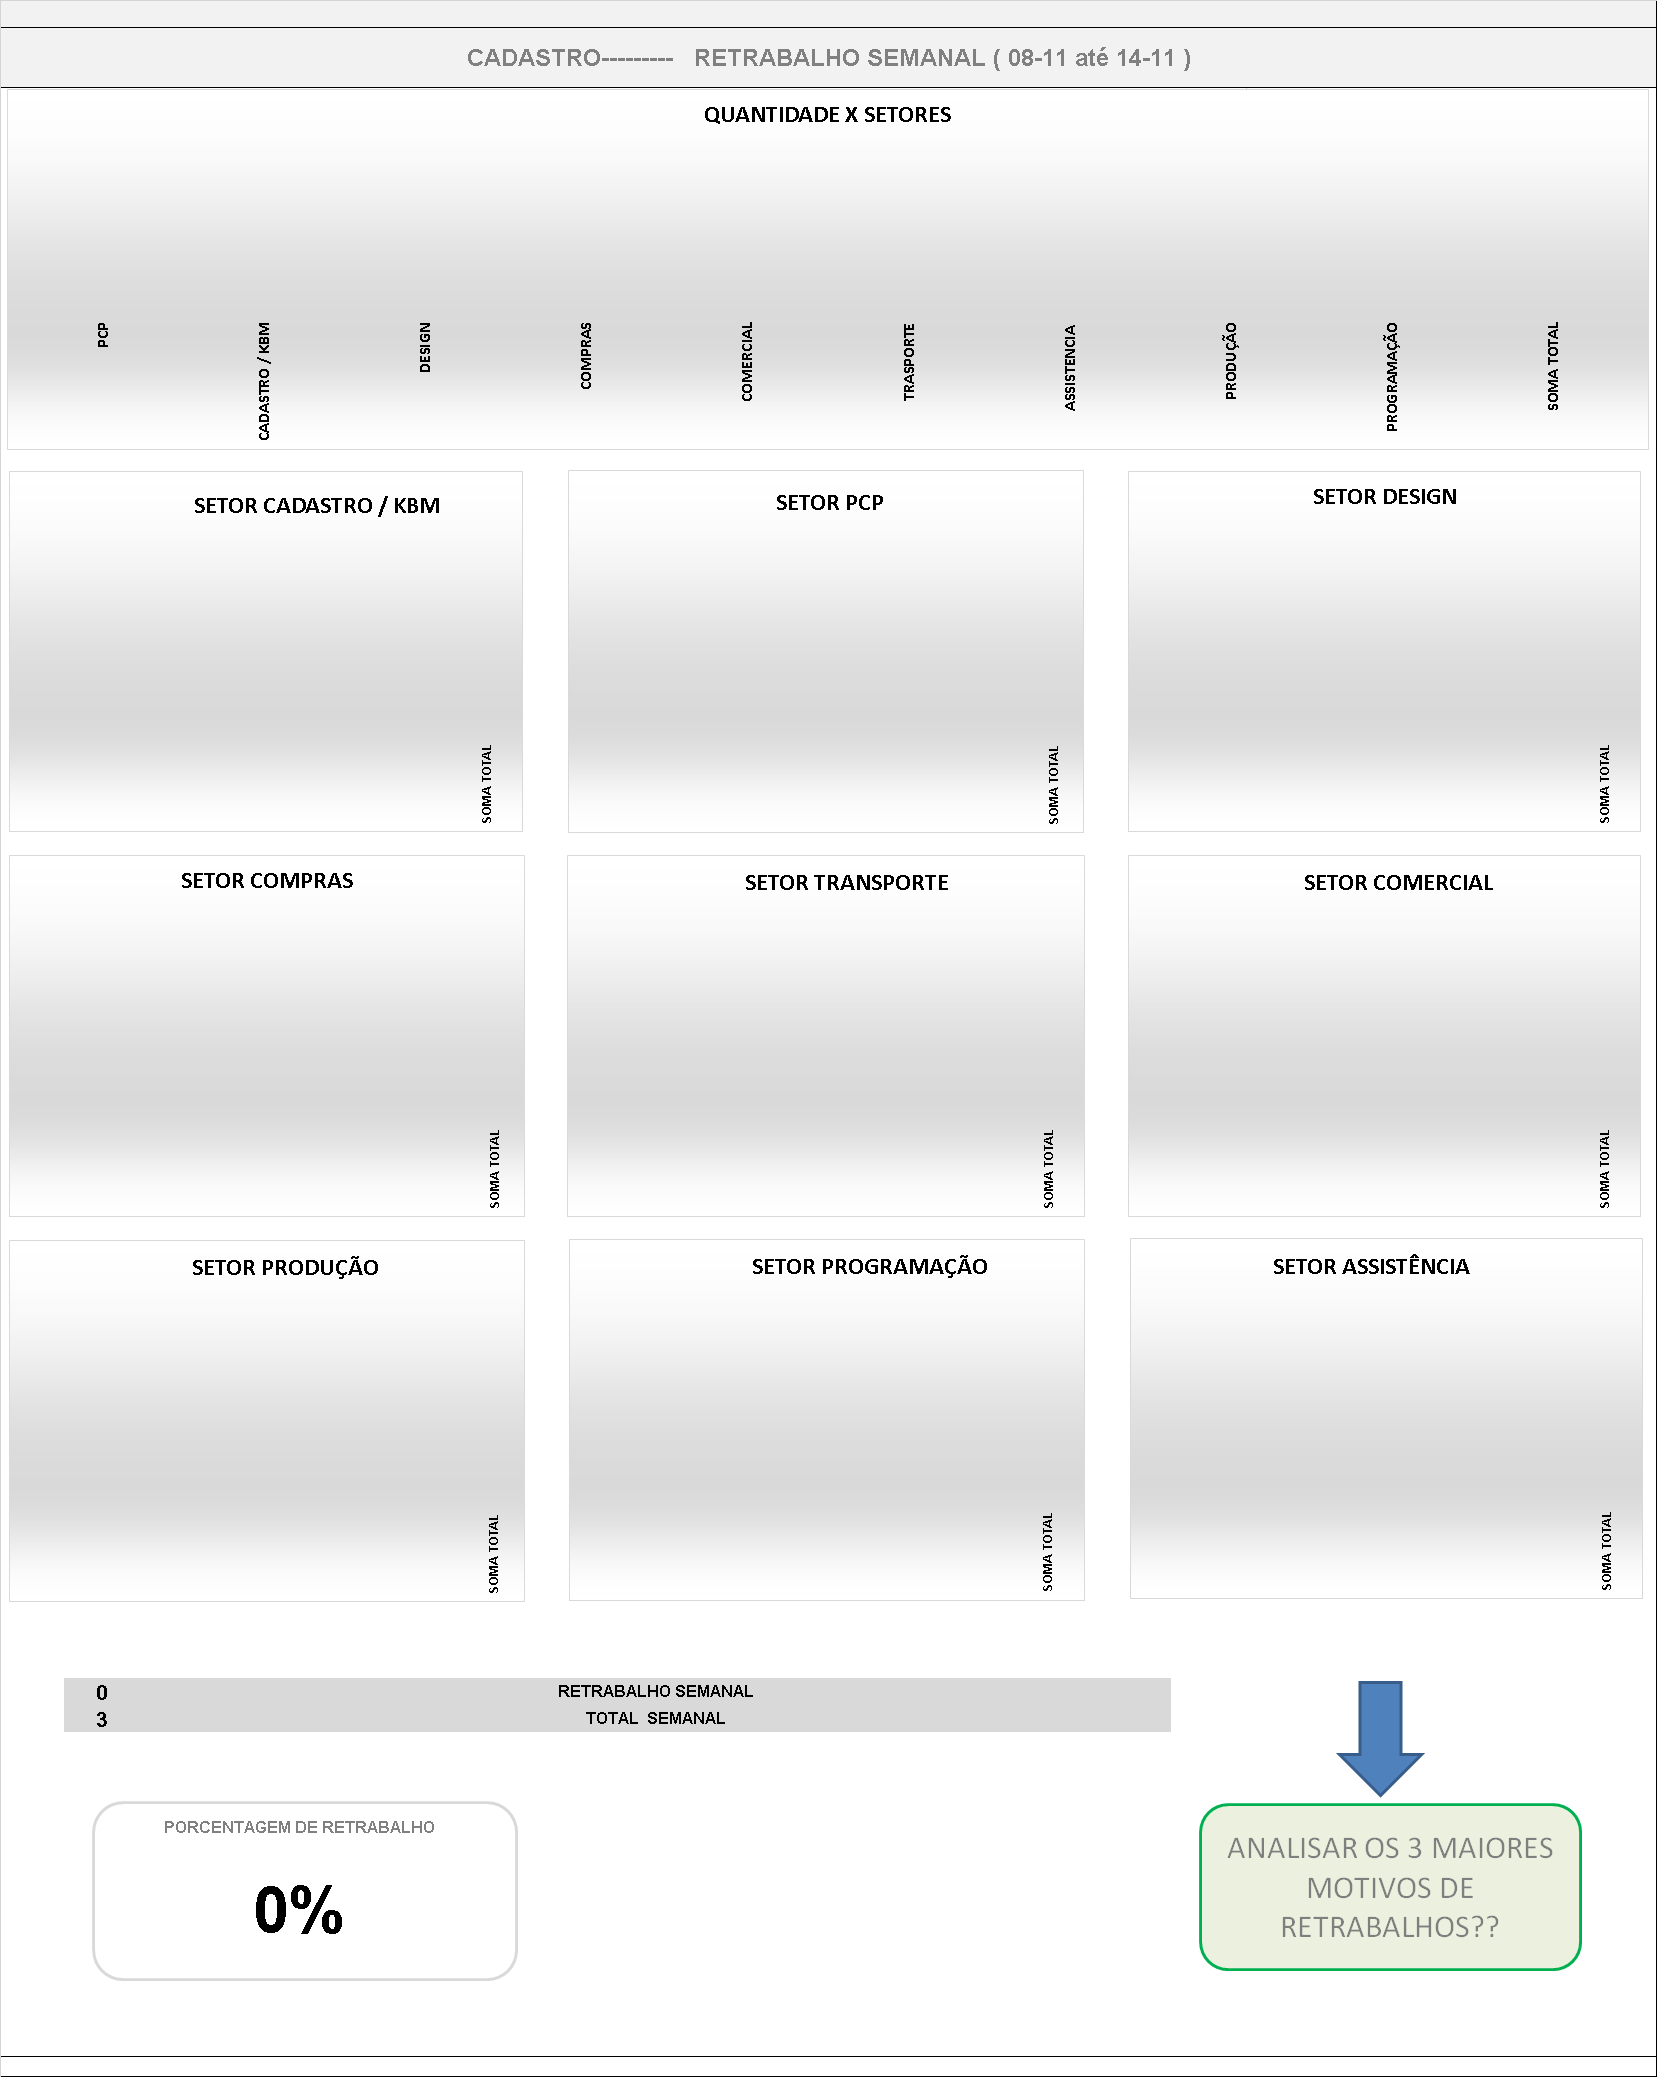 CADASTRO--------- RETRABALHO SEMANAL ( 08-11 até 14-11 )
QUANTIDADE X SETORES
PCP
CADASTRO / KBM
DESIGN
COMPRAS
COMERCIAL
TRASPORTE
ASSISTENCIA
PRODUÇÃO
PROGRAMAÇÃO
SOMA TOTAL
SETOR CADASTRO / KBM
SOMA TOTAL
SETOR PCP
SOMA TOTAL
SETOR DESIGN
SOMA TOTAL
SETOR COMPRAS
SOMA TOTAL
SETOR TRANSPORTE
SOMA TOTAL
SETOR COMERCIAL
SOMA TOTAL
SETOR PRODUÇÃO
SOMA TOTAL
SETOR PROGRAMAÇÃO
SOMA TOTAL
SETOR ASSISTÊNCIA
SOMA TOTAL
0 RETRABALHO SEMANAL
3 TOTAL SEMANAL
PORCENTAGEM DE RETRABALHO
0%
ANALISAR OS 3 MAIORES
MOTIVOS DE
RETRABALHOS??